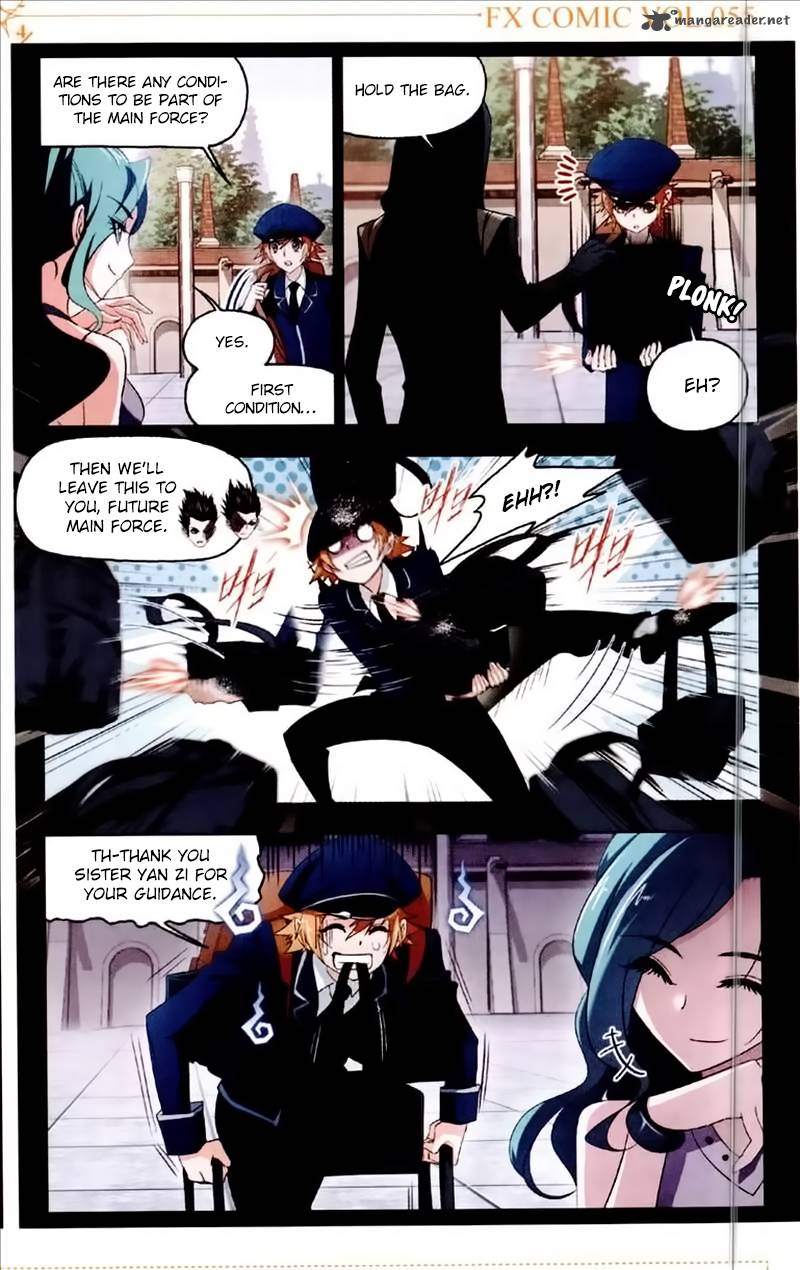 4
FX COMIC VOL.055
mangareader.net
ARE THERE ANY CONDI-
TIONS TO BE PART OF
THE MAIN FORCE?
YES.
FIRST
CONDITION...
HOLD THE BAG.
PLONK!
EH?
THEN WE'LL
LEAVE THIS TO
YOU, FUTURE
MAIN FORCE.
EHH?!
TH-THANK YOU
SISTER YAN ZI FOR
YOUR GUIDANCE.